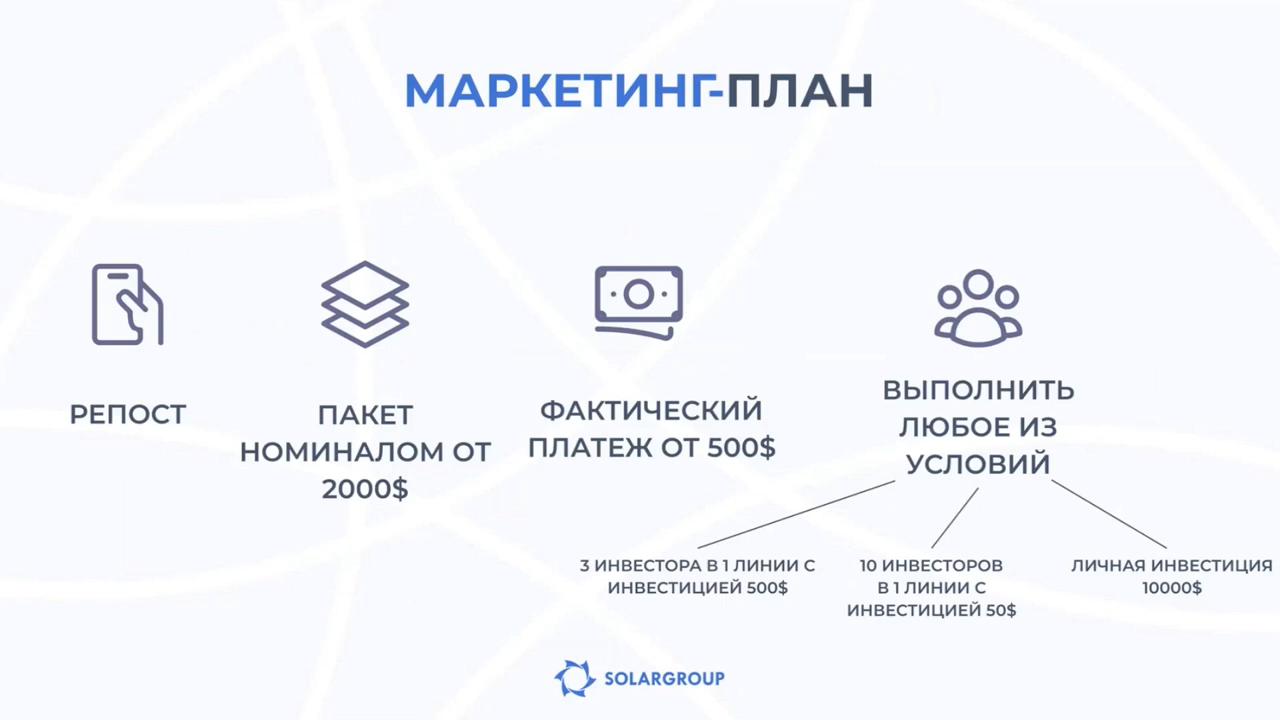 МАРКЕТИНГ-ПЛАН
РЕПОСТ
ПАКЕТ
НОМИНАЛОМ ОТ
2000$
ФАКТИЧЕСКИЙ
ПЛАТЕЖ ОТ 500$
ВЫПОЛНИТЬ
ЛЮБОЕ ИЗ
УСЛОВИЙ
3 ИНВЕСТОРА В 1 ЛИНИИ С
ИНВЕСТИЦИЕЙ 500$
10 ИНВЕСТОРОВ
В 1 ЛИНИИ С
ИНВЕСТИЦИЕЙ 50$
ЛИЧНАЯ ИНВЕСТИЦИЯ
10000$
SOLARGROUP